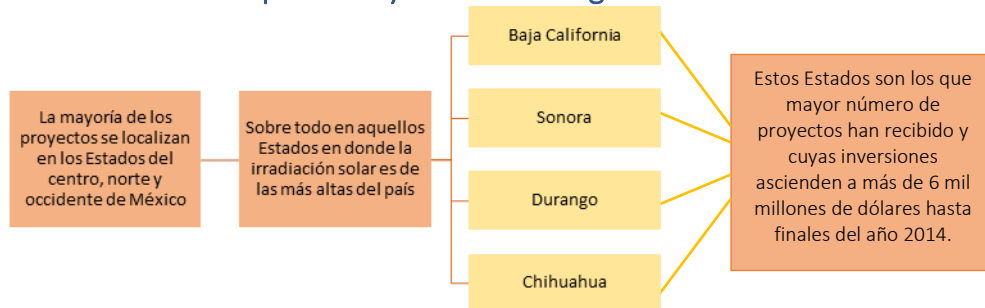 La mayoría de los
proyectos se localizan
en los Estados del
centro, norte y
occidente de México
Sobre todo en aquellos
Estados en donde la
irradiación solar es de
las más altas del país
Baja California
Sonora
Durango
Chihuahua
Estos Estados son los que
mayor número de
proyectos han recibido y
cuyas inversiones
ascienden a más de 6 mil
millones de dólares hasta
finales del año 2014.